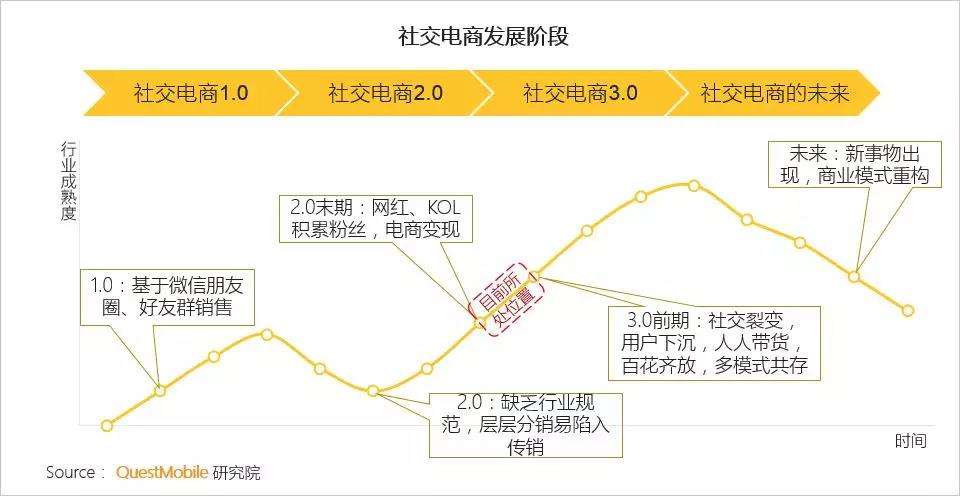 社交电商发展阶段
社交电商1.0
社交电商2.0
社交电商3.0
社交电商的未来
行业成熟度
未来：新事物出
现，商业模式重构
2.0末期：网红、KOL
积累粉丝，电商变现
1.0：基于微信朋友
圈、好友群销售
目前所
处位置
3.0前期：社交裂变，
用户下沉，人人带货，
百花齐放，多模式共存
2.0：缺乏行业规
范，层层分销易陷入
传销
时间
Source： QuestMobile 研究院